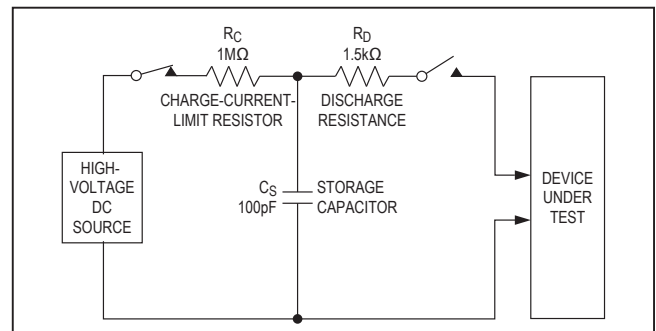 RC
1MΩ
CHARGE-CURRENT-
LIMIT RESISTOR
RD
1.5kΩ
DISCHARGE
RESISTANCE
HIGH-
VOLTAGE
DC
SOURCE
CS
100pF
STORAGE
CAPACITOR
DEVICE
UNDER
TEST